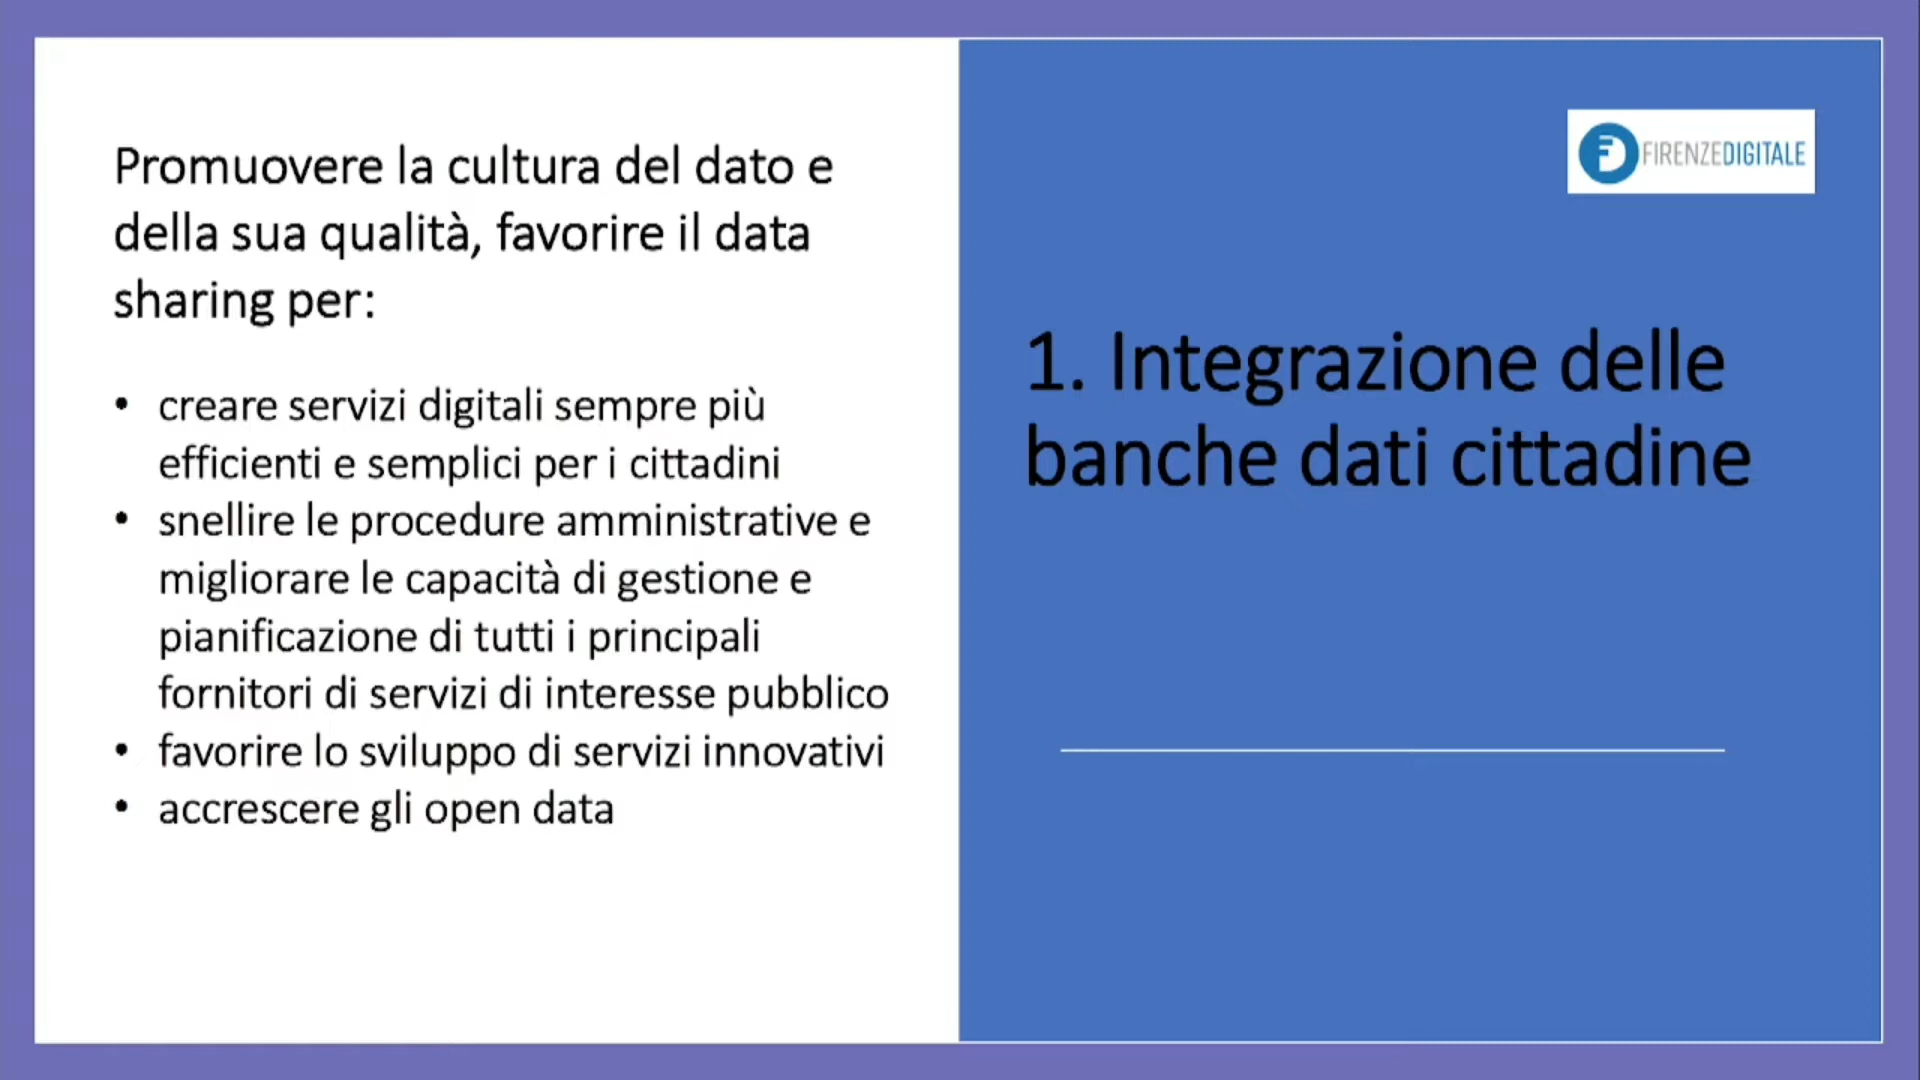 Promuovere la cultura del dato e
della sua qualità, favorire il data
sharing per:
• creare servizi digitali sempre più
efficienti e semplici per i cittadini
• snellire le procedure amministrative e
migliorare le capacità di gestione e
pianificazione di tutti i principali
fornitori di servizi di interesse pubblico
• favorire lo sviluppo di servizi innovativi
• accrescere gli open data
FIRENZEDIGITALE
1. Integrazione delle
banche dati cittadine